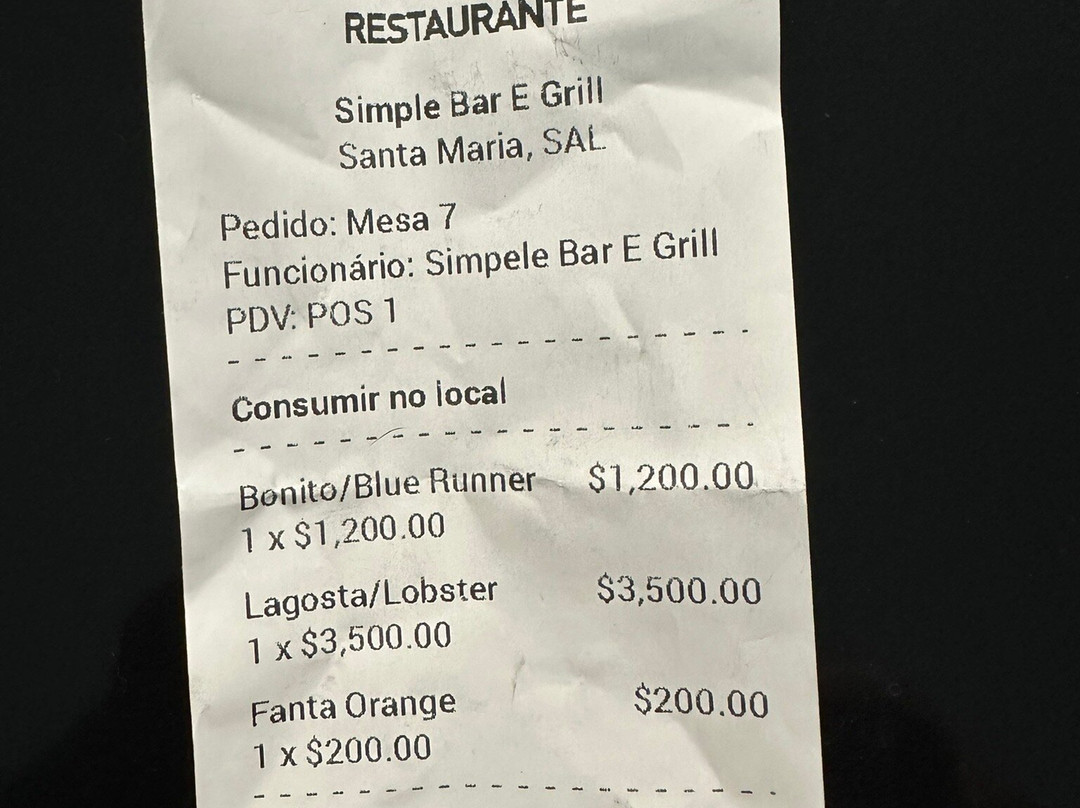 RESTAURANTE
Simple Bar E Grill
Santa Maria, SAL
Pedido: Mesa 7
Funcionário: Simpele Bar E Grill
PDV: POS 1
Consumir no local
Bonito/Blue Runner $1,200.00
1 x $1,200.00
Lagosta/Lobster $3,500.00
1 x $3,500.00
Fanta Orange $200.00
1 x $200.00